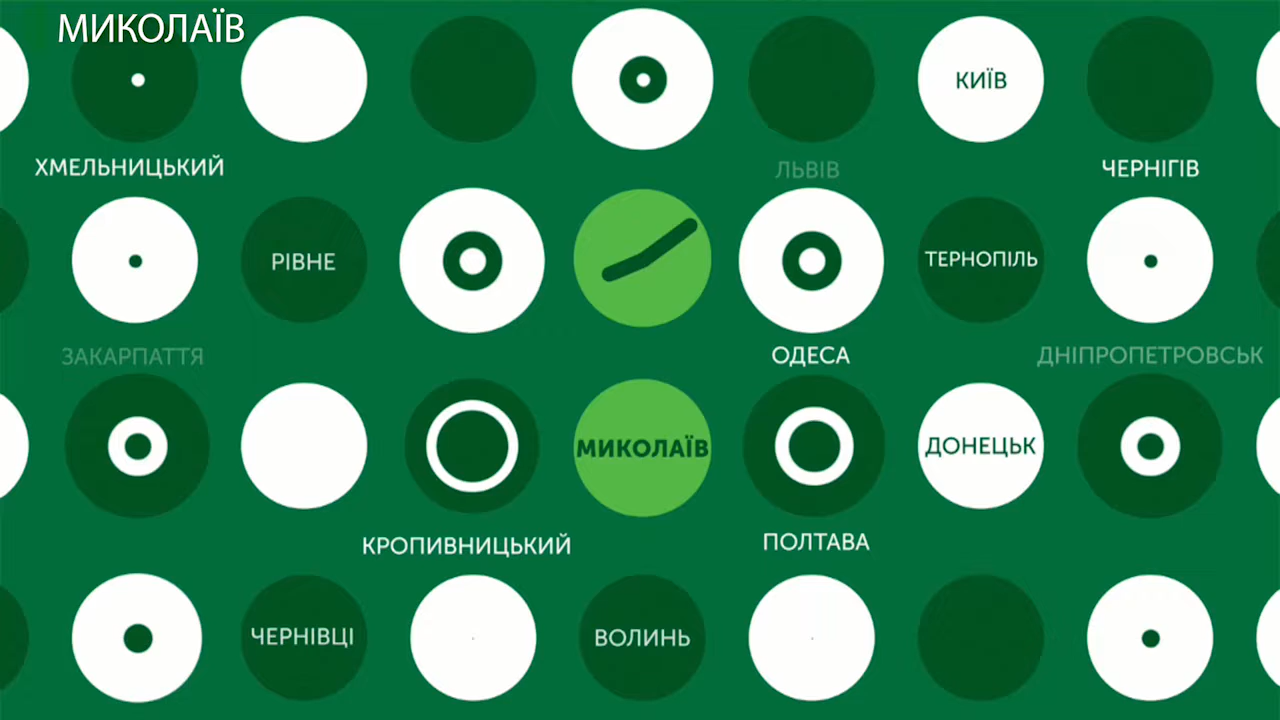 МИКОЛАЇВ
КИЇВ
ХМЕЛЬНИЦЬКИЙ
ЛЬВІВ
ЧЕРНІГІВ
РІВНЕ
ТЕРНОПІЛЬ
ЗАКАРПАТТЯ
ОДЕСА
ДНІПРОПЕТРОВСЬК
МИКОЛАЇВ
ДОНЕЦЬК
КРОПИВНИЦЬКИЙ
ПОЛТАВА
ЧЕРНІВЦІ
ВОЛИНЬ